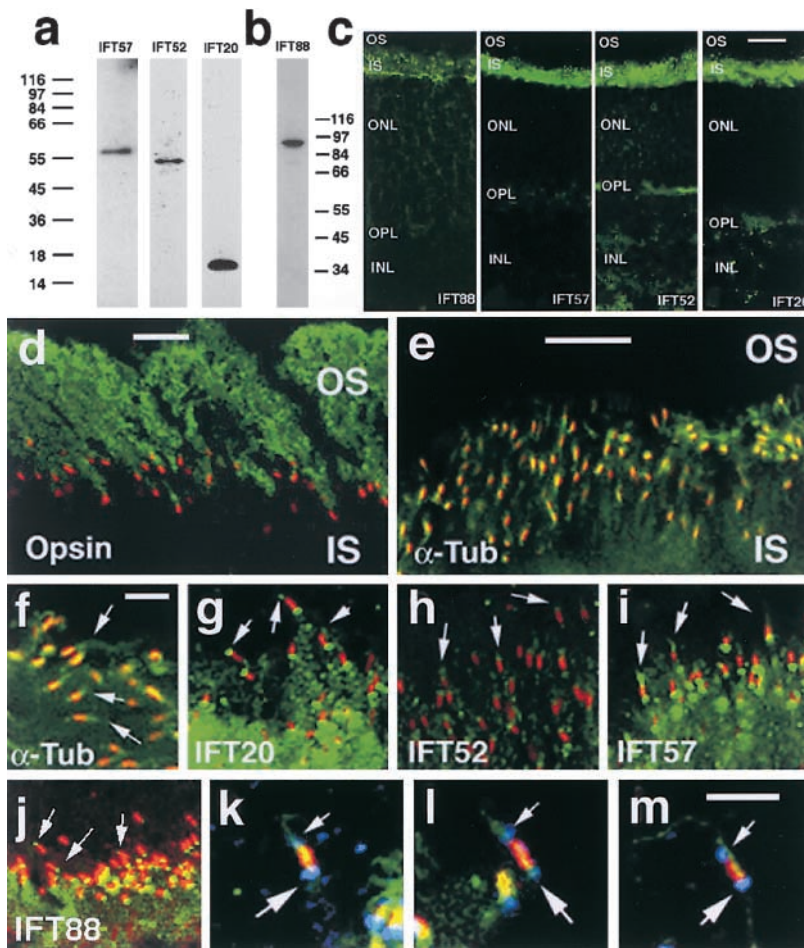 a IFT57 IFT52 IFT20 b IFT88 c
116
97
84
66
55
45
36
18
14
116
97
84
66
55
45
34
OS OS OS OS
IS IS IS
ONL ONL ONL ONL
OPL OPL OPL OPL
INL INL INL INL
IFT88 IFT57 IFT52 IFT20
d OS e OS
Opsin IS α-Tub IS
f g h i
α-Tub IFT20 IFT52 IFT57
j k l m
IFT88